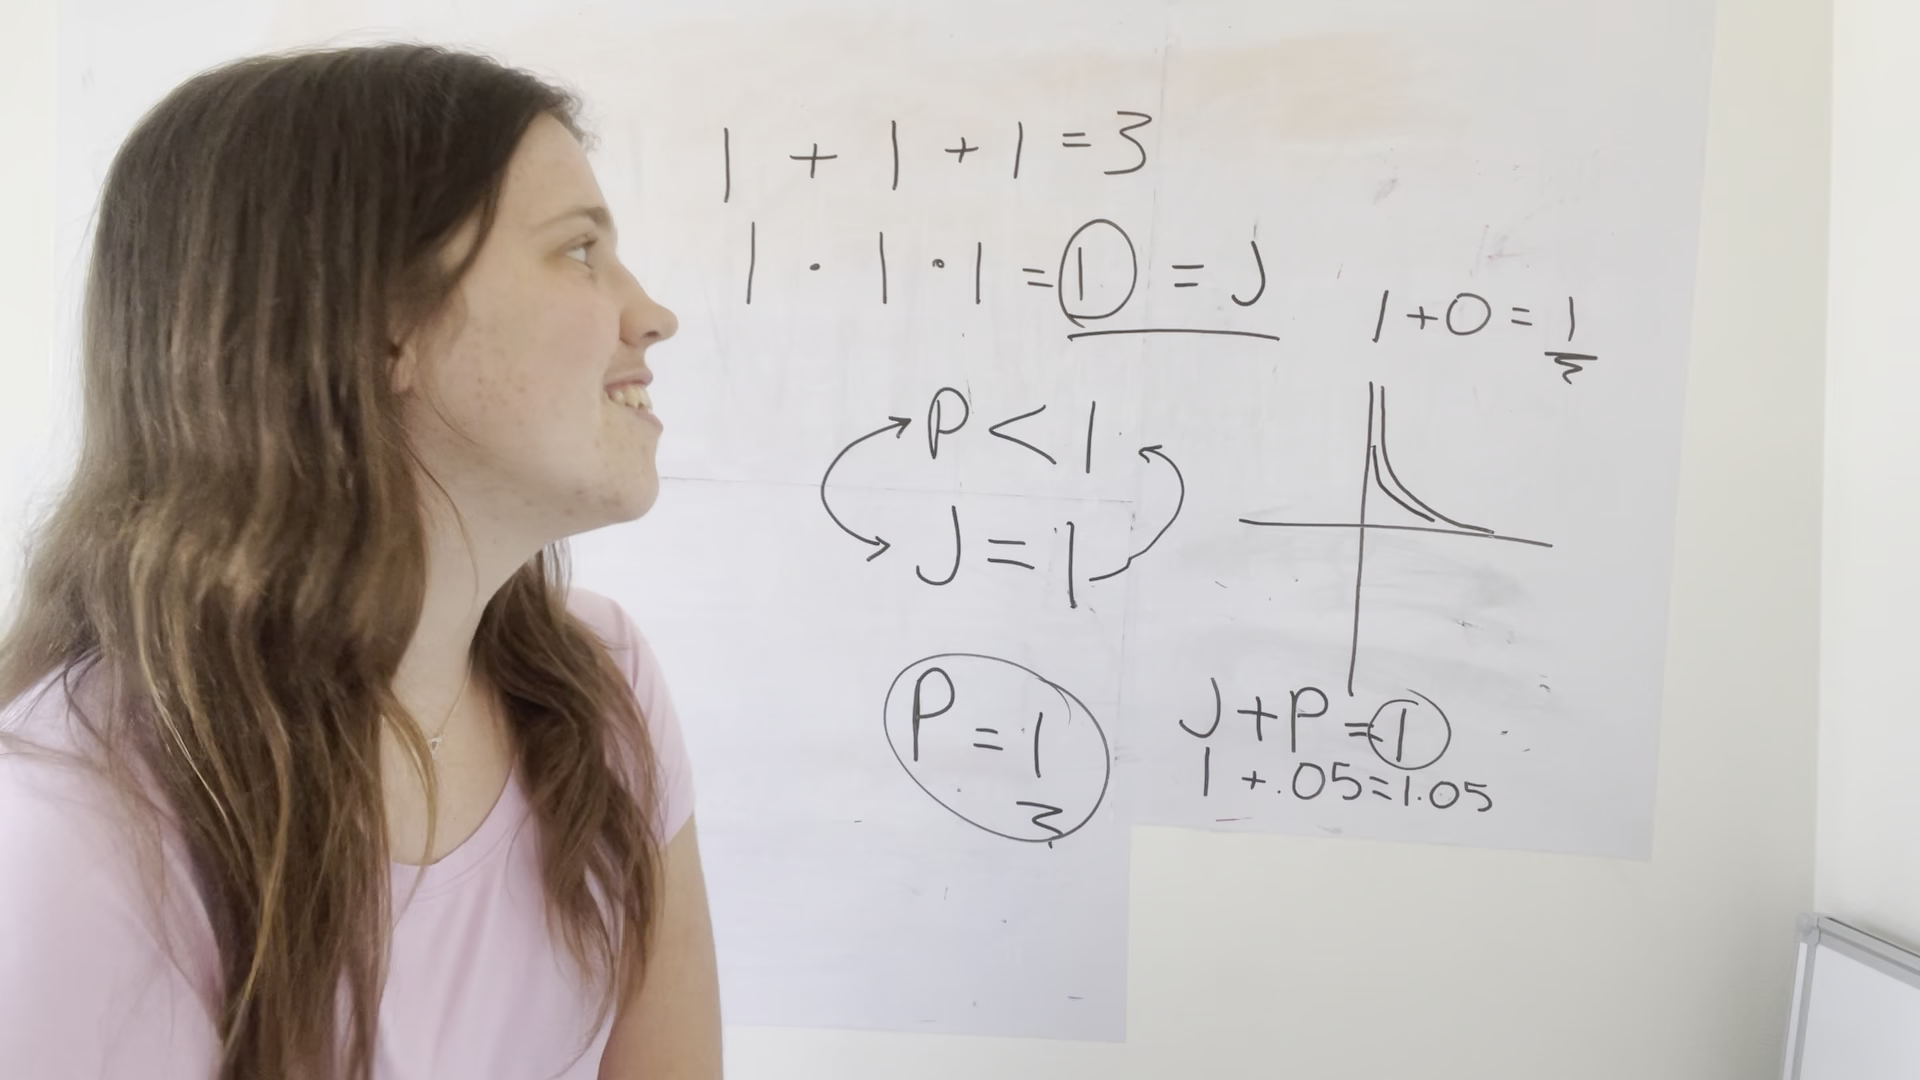 1 + 1 + 1 = 3
1 · 1 · 1 = 1 = J
1 + 0 = 1
P < 1
J = 1
P = 1
3
J + P = 1
1 + .05 = 1.05